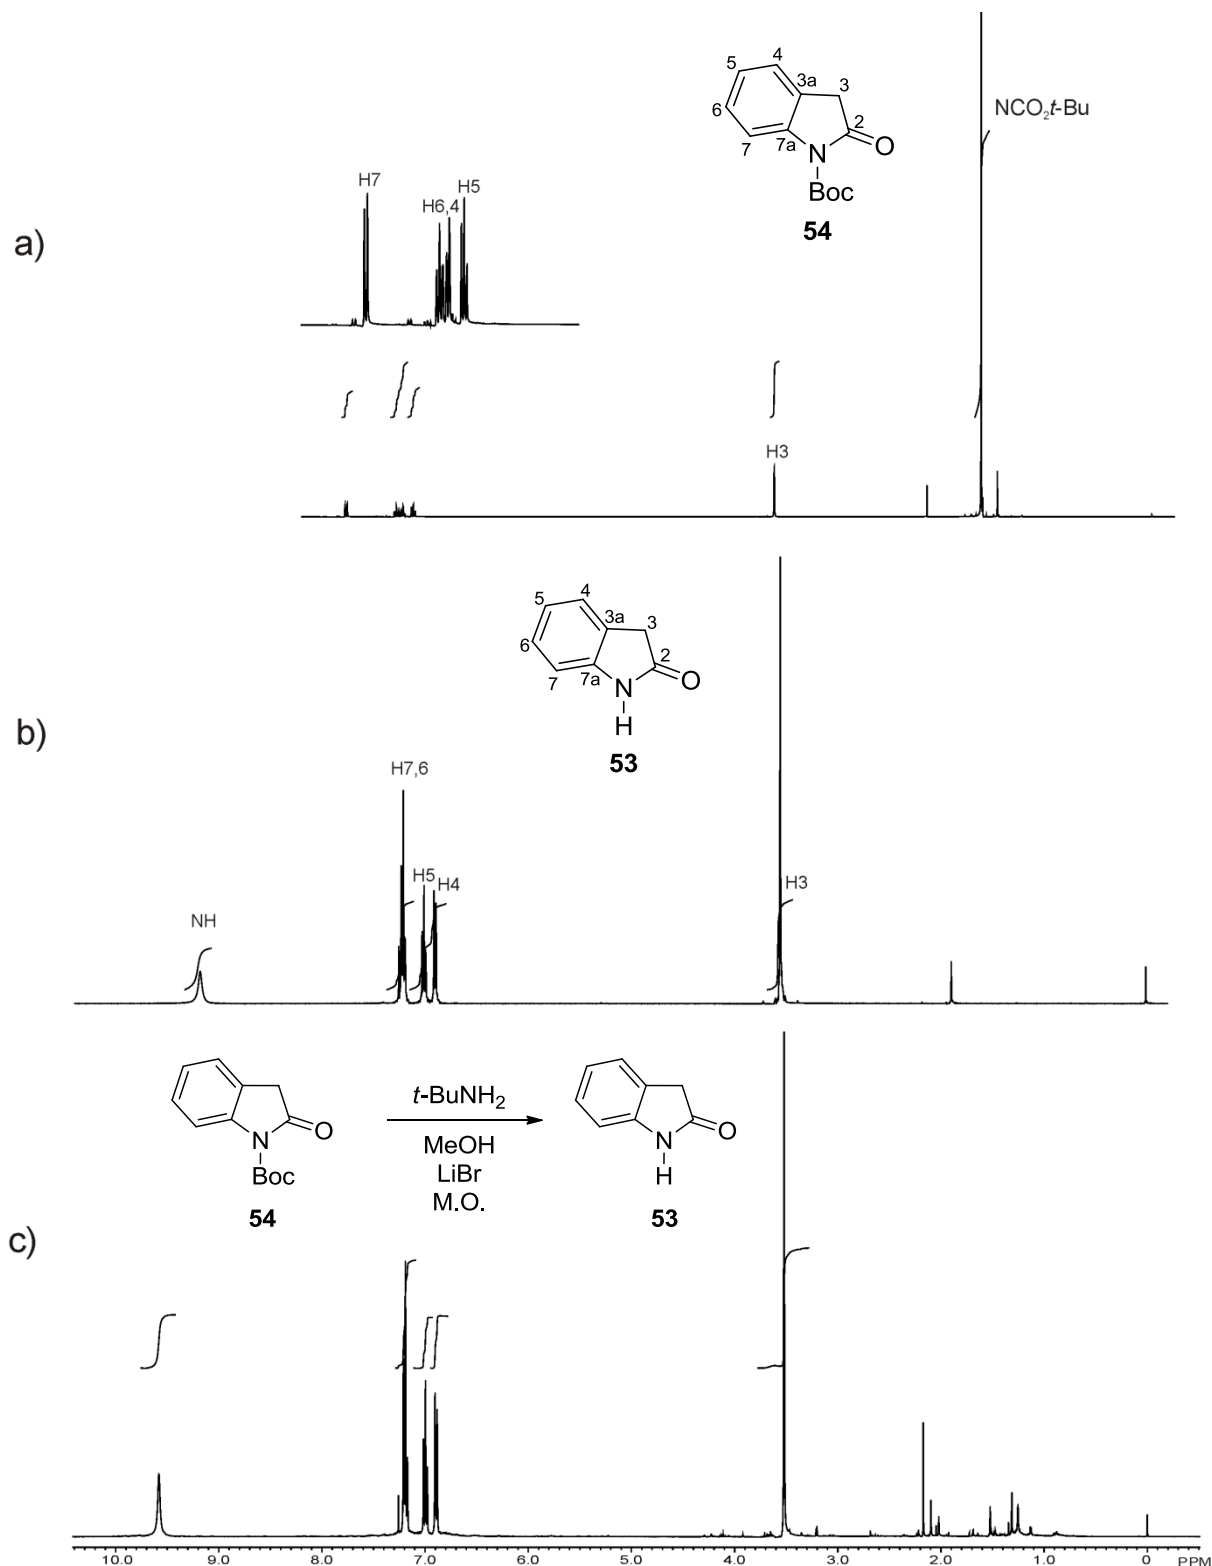 a)
4
5
3a
3
6
2
7
7a
N
O
Boc
54
NCO₂t-Bu
H7
H6,4
H5
H3
b)
4
5
3a
3
6
2
7
7a
N
O
H
53
NH
H7,6
H5
H4
H3
c)
N
O
Boc
54
t-BuNH₂
MeOH
LiBr
M.O.
N
O
H
53
10.0 9.0 8.0 7.0 6.0 5.0 4.0 3.0 2.0 1.0 0 PPM